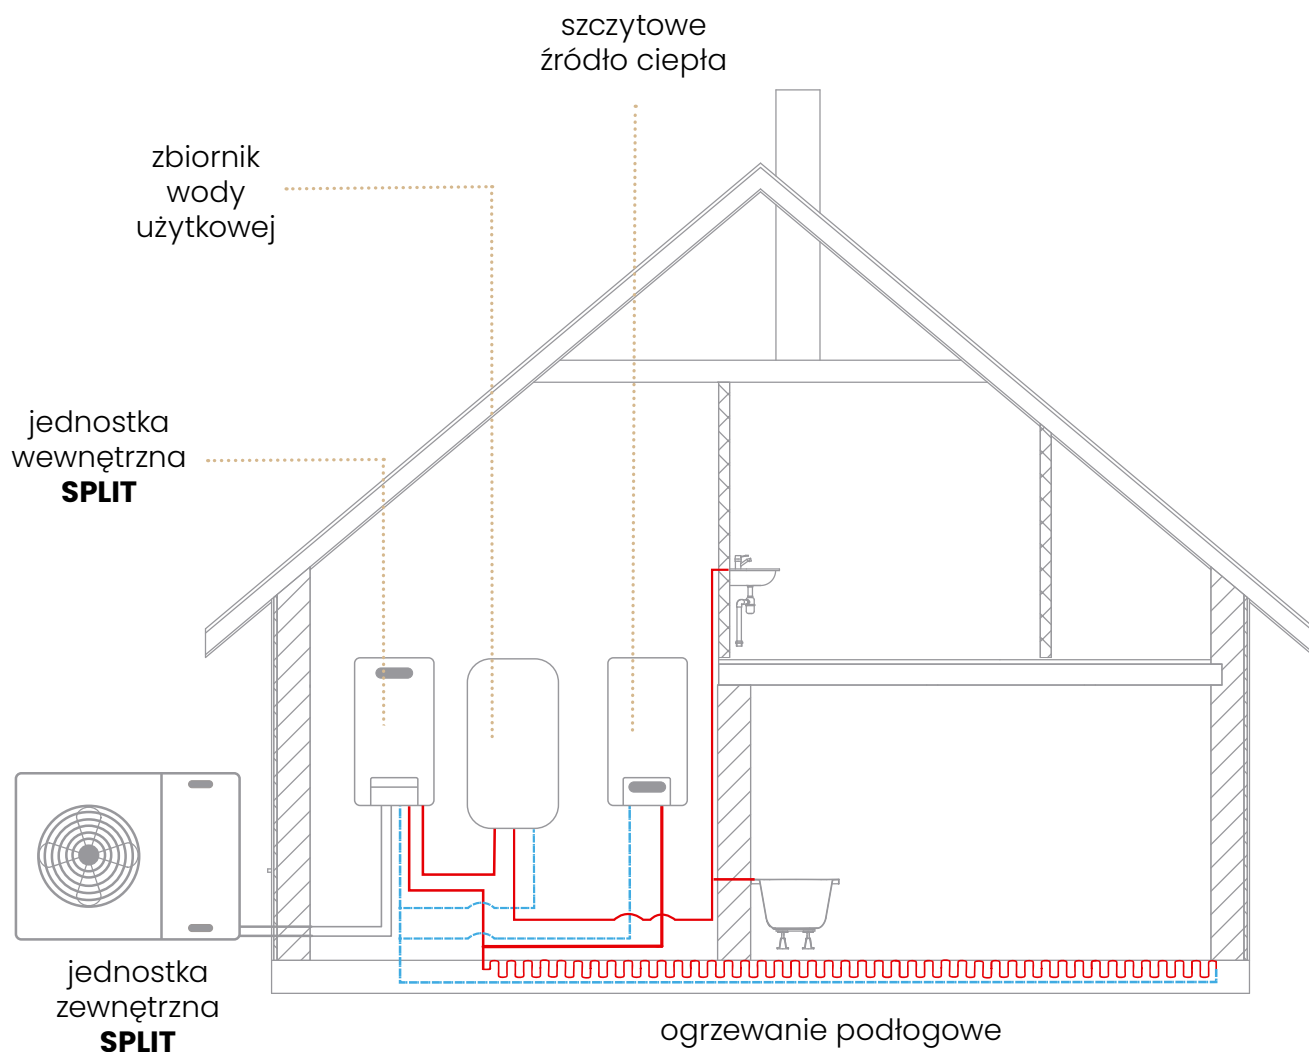 szczytowe
źródło ciepła
zbiornik
wody
użytkowej
jednostka
wewnętrzna
SPLIT
jednostka
zewnętrzna
SPLIT
ogrzewanie podłogowe